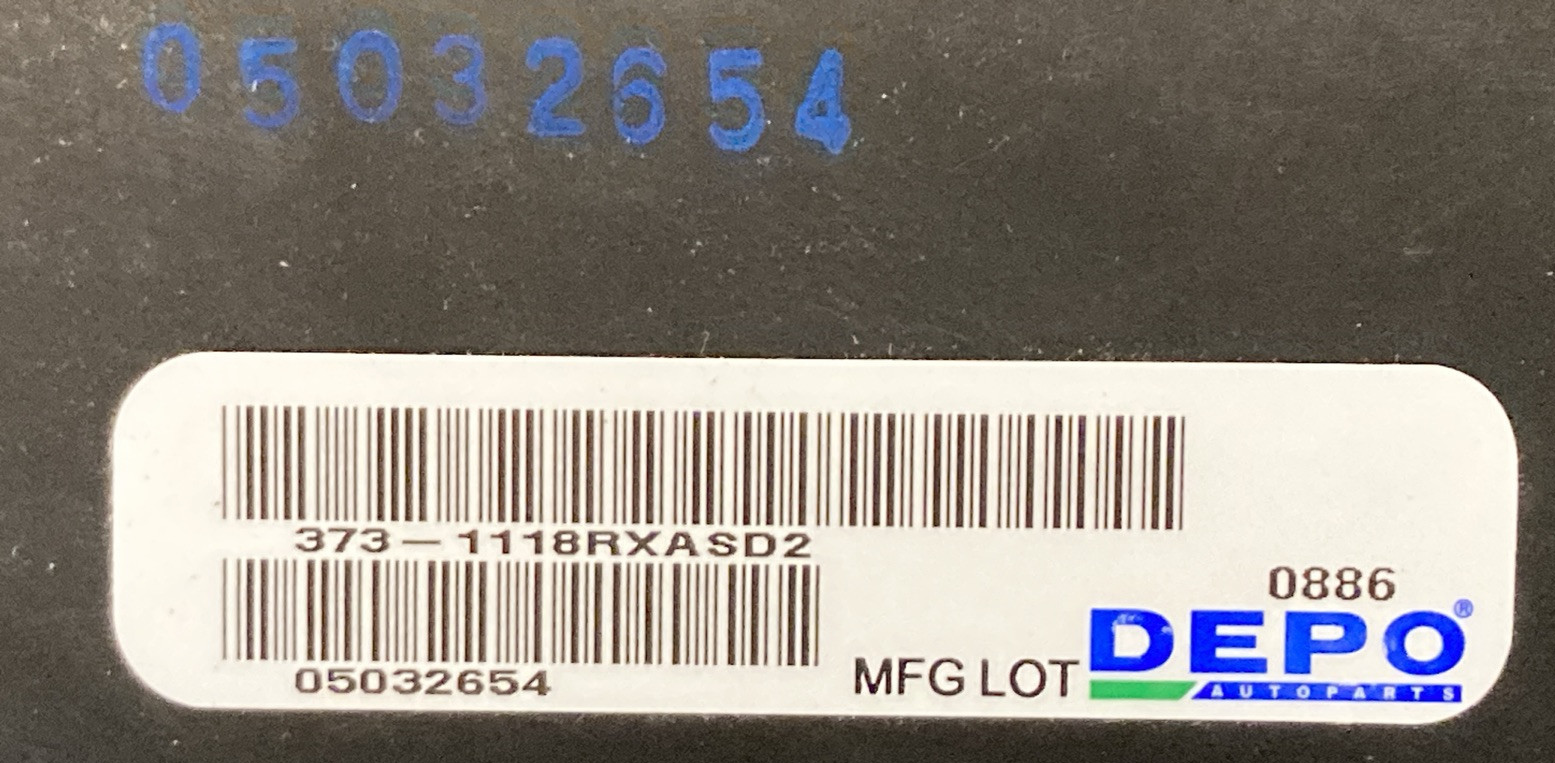 05032654
373-1118RXASD2
05032654
0886
MFG LOT DEPO®
AUTOPARTS